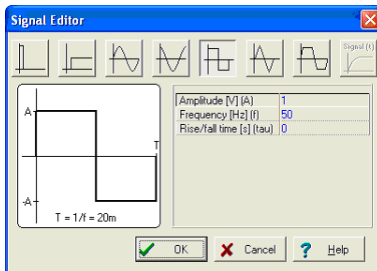 Signal Editor
Signal (t)
A
T
-A
T = 1/f = 20m
Amplitude [V] (A) 1
Frequency [Hz] (f) 50
Rise/fall time [s] (tau) 0
OK Cancel ? Help